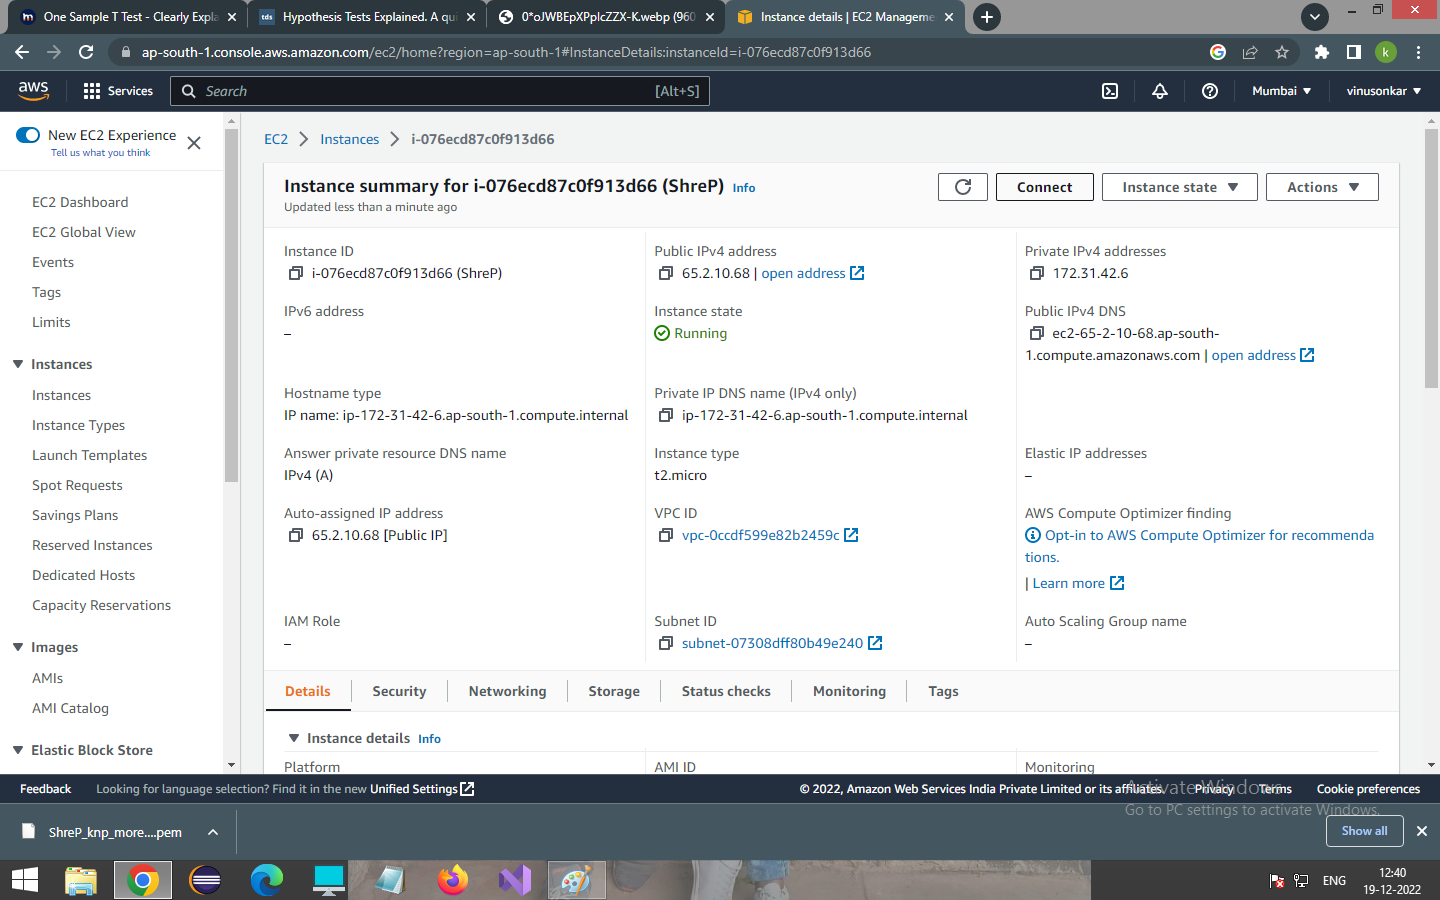 One Sample T Test - Clearly Expla
tds Hypothesis Tests Explained. A qui
0*oJWBEpXPplcZZX-K.webp (960
Instance details | EC2 Manageme
ap-south-1.console.aws.amazon.com/ec2/home?region=ap-south-1#InstanceDetails:instanceId=i-076ecd87c0f913d66
k
aws Services Search [Alt+S] Mumbai vinusonkar
New EC2 Experience
Tell us what you think
EC2 Dashboard
EC2 Global View
Events
Tags
Limits
Instances
Instances
Instance Types
Launch Templates
Spot Requests
Savings Plans
Reserved Instances
Dedicated Hosts
Capacity Reservations
Images
AMIs
AMI Catalog
Elastic Block Store
EC2 Instances i-076ecd87c0f913d66
Instance summary for i-076ecd87c0f913d66 (ShreP) Info
Updated less than a minute ago
Connect Instance state Actions
Instance ID
i-076ecd87c0f913d66 (ShreP)
Public IPv4 address
65.2.10.68 | open address
Private IPv4 addresses
172.31.42.6
IPv6 address
–
Instance state
Running
Public IPv4 DNS
ec2-65-2-10-68.ap-south-
1.compute.amazonaws.com | open address
Hostname type
IP name: ip-172-31-42-6.ap-south-1.compute.internal
Private IP DNS name (IPv4 only)
ip-172-31-42-6.ap-south-1.compute.internal
Answer private resource DNS name
IPv4 (A)
Instance type
t2.micro
Elastic IP addresses
–
Auto-assigned IP address
65.2.10.68 [Public IP]
VPC ID
vpc-0ccdf599e82b2459c
AWS Compute Optimizer finding
Opt-in to AWS Compute Optimizer for recommenda
tions.
| Learn more
IAM Role
–
Subnet ID
subnet-07308dff80b49e240
Auto Scaling Group name
–
Details Security Networking Storage Status checks Monitoring Tags
Instance details Info
Platform AMI ID Monitoring
Feedback Looking for language selection? Find it in the new Unified Settings © 2022, Amazon Web Services India Private Limited or its affiliates. Privacy Terms Cookie preferences
Activate Windows
Go to PC settings to activate Windows.
ShreP_knp_more....pem Show all
ENG
12:40
19-12-2022